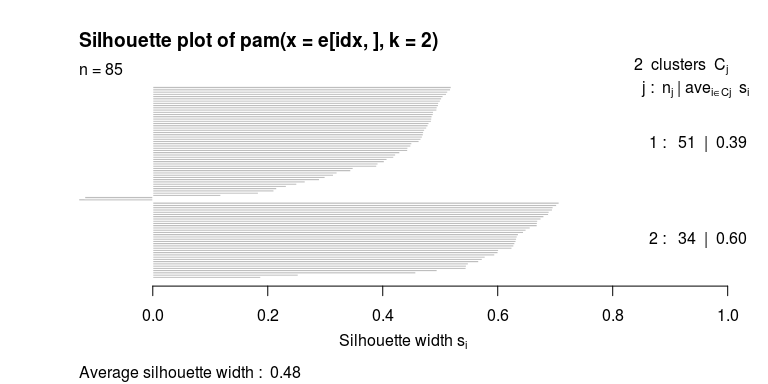 Silhouette plot of pam(x = e[idx, ], k = 2)
n = 85
2 clusters Cj
j : nj | avei∈Cj si
1 : 51 | 0.39
2 : 34 | 0.60
0.0 0.2 0.4 0.6 0.8 1.0
Silhouette width si
Average silhouette width : 0.48